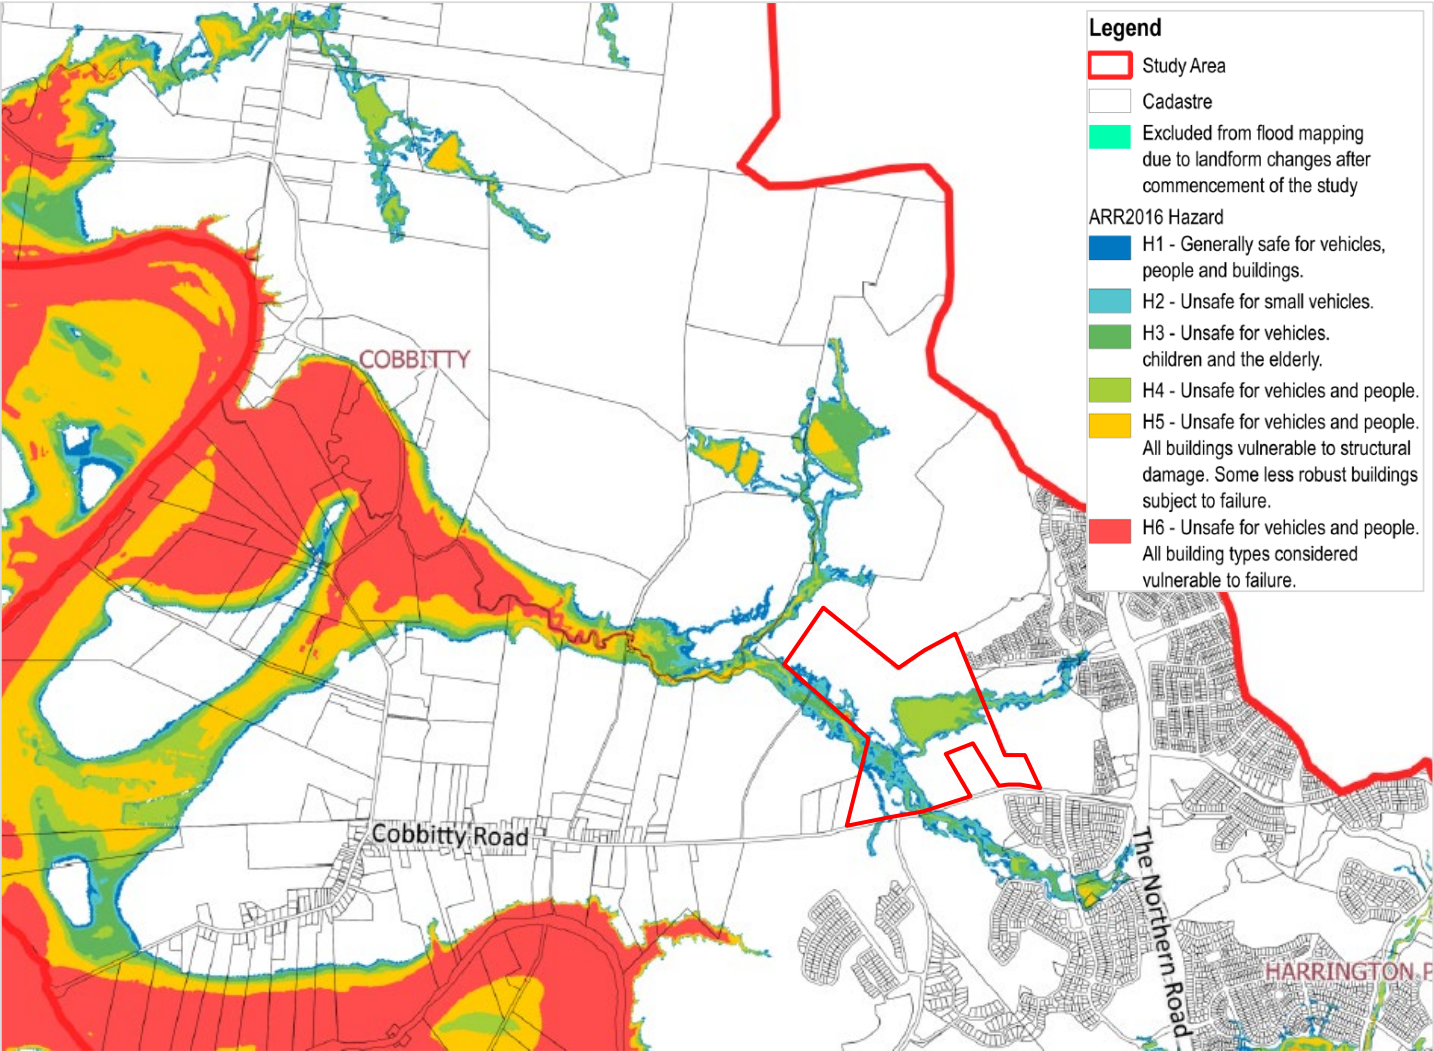 Legend
Study Area
Cadastre
Excluded from flood mapping
due to landform changes after
commencement of the study
ARR2016 Hazard
H1 - Generally safe for vehicles,
people and buildings.
H2 - Unsafe for small vehicles.
H3 - Unsafe for vehicles.
children and the elderly.
H4 - Unsafe for vehicles and people.
H5 - Unsafe for vehicles and people.
All buildings vulnerable to structural
damage. Some less robust buildings
subject to failure.
H6 - Unsafe for vehicles and people.
All building types considered
vulnerable to failure.
COBBITTY
Cobbitty Road
The Northern Road
HARRINGTON P